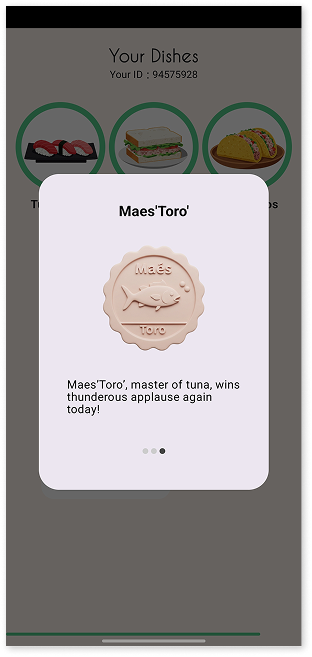 Your Dishes
Your ID : 94575928
Maes'Toro'
Maés
Toro
Maes'Toro', master of tuna, wins
thunderous applause again
today!